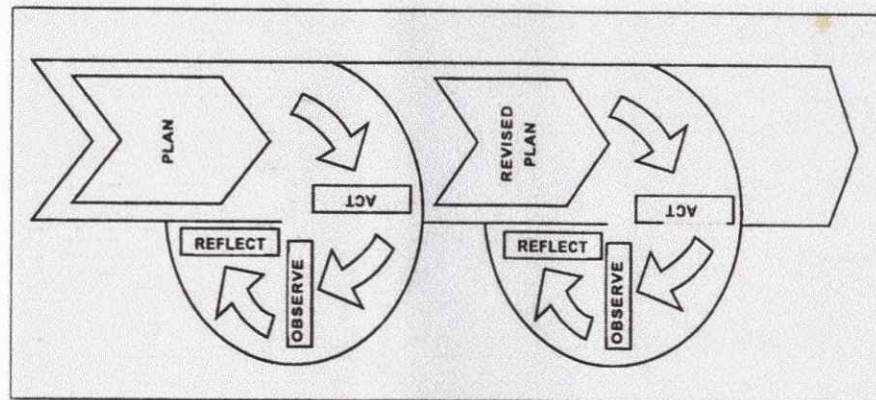 PLAN
ACT
OBSERVE
REFLECT
REVISED
PLAN
ACT
OBSERVE
REFLECT